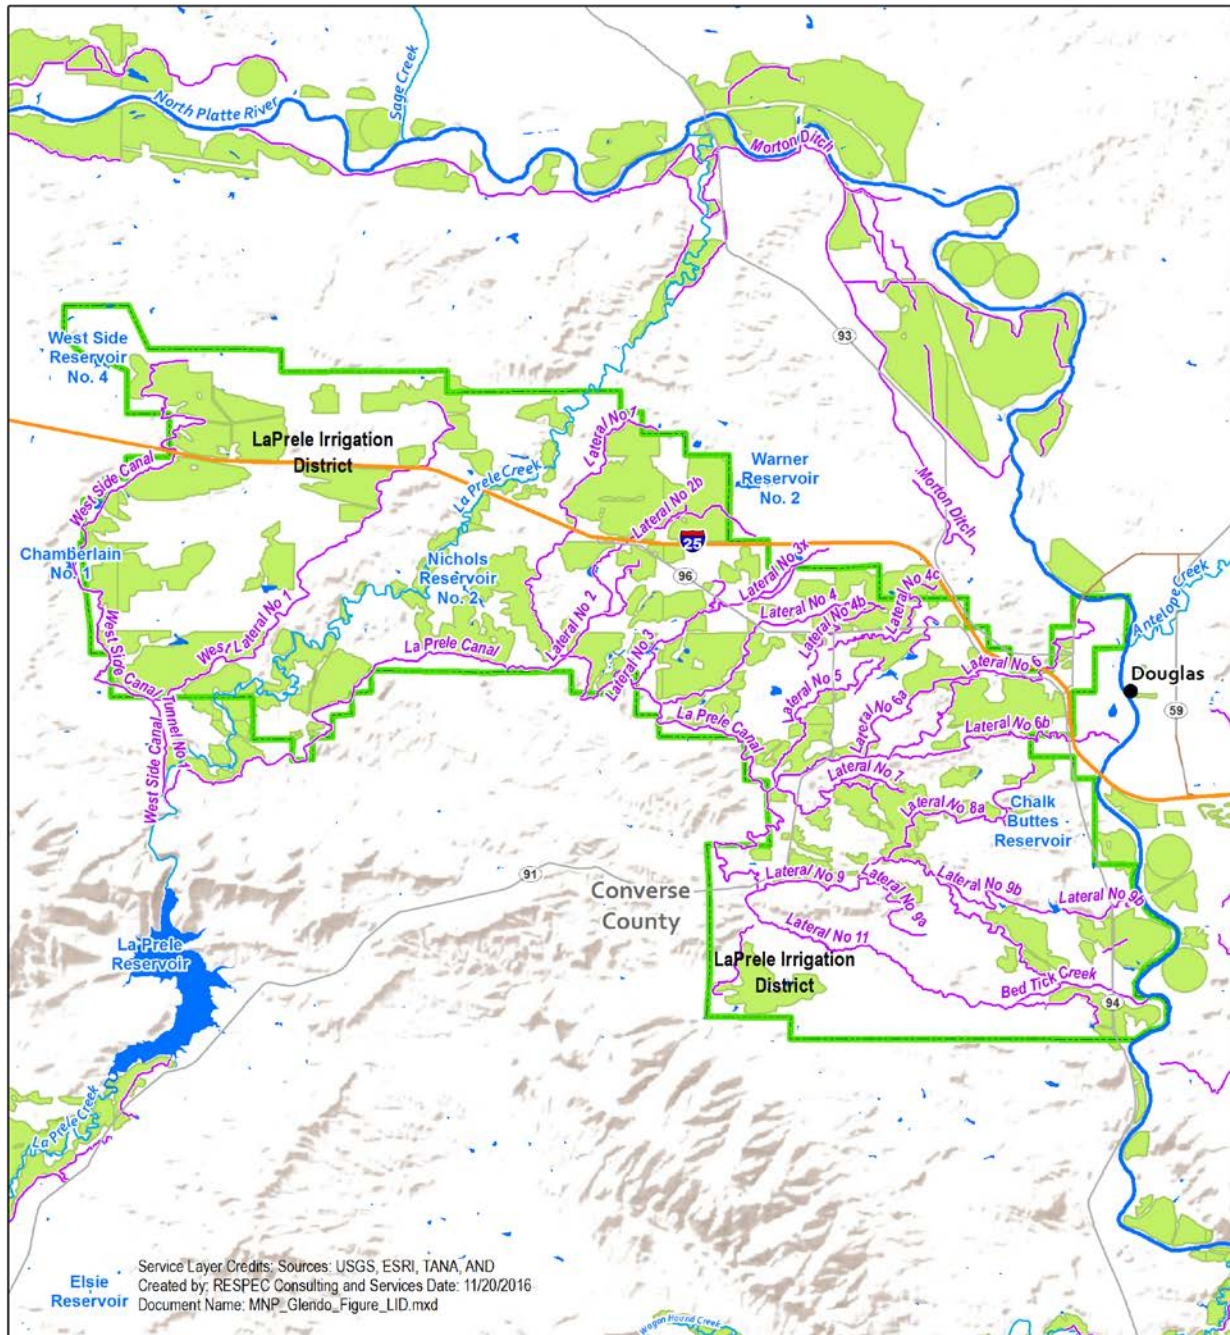 North Platte River
Sage Creek
Morton Ditch
93
West Side
Reservoir
No. 4
LaPrele Irrigation
District
Lateral No 1
West Side Canal
La Prele Creek
Warner
Reservoir
No. 2
Lateral No 2b
Morton Ditch
25
Chamberlain
No. 1
Nichols
Reservoir
No. 2
96
Lateral No 3x
Lateral No 4c
Antelope Creek
West Lateral No 1
Lateral No 2
Lateral No 4
Lateral No 4b
West Side Canal
La Prele Canal
Lateral No 3
Lateral No 5
Lateral No 6
Douglas
59
Tunnel No 1
West Side Canal
La Prele Canal
Lateral No 6a
Lateral No 6b
Lateral No 7
Lateral No 8a
Chalk
Buttes
Reservoir
91
Converse
County
Lateral No 9
Lateral No 9a
Lateral No 9b
Lateral No 9b
La Prele
Reservoir
Lateral No 11
LaPrele Irrigation
District
Bed Tick Creek
94
La Prele Creek
Service Layer Credits: Sources: USGS, ESRI, TANA, AND
Created by: RESPEC Consulting and Services Date: 11/20/2016
Document Name: MNP_Glendo_Figure_LID.mxd
Elsie
Reservoir
Wagon Hound Creek